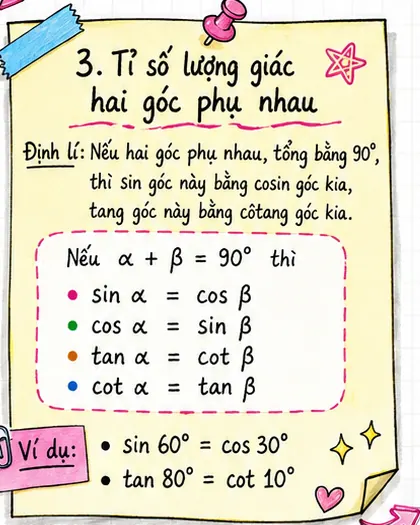 3. Tỉ số lượng giác
hai góc phụ nhau
Định lí: Nếu hai góc phụ nhau, tổng bằng 90°,
thì sin góc này bằng cosin góc kia,
tang góc này bằng côtang góc kia.
Nếu α + β = 90° thì
• sin α = cos β
• cos α = sin β
• tan α = cot β
• cot α = tan β
Ví dụ:
• sin 60° = cos 30°
• tan 80° = cot 10°